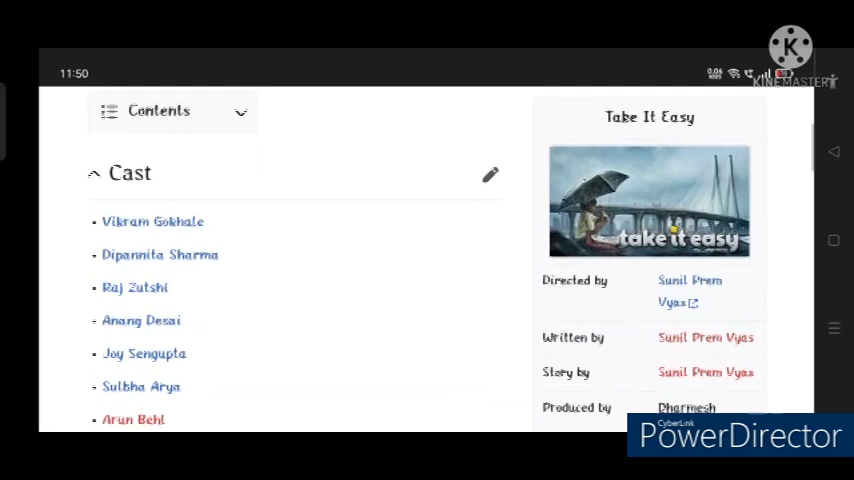 KINEMASTER
11:50
Contents
Take It Easy
Cast
take it easy
Vikram Gokhale
Dipannita Sharma
Directed by Sunil Prem
Vyas
Raj Zutshi
Anang Desai
Written by Sunil Prem Vyas
Joy Sengupta
Story by Sunil Prem Vyas
Sulbha Arya
Produced by Dharmesh
Arun Behl
CyberLink
PowerDirector